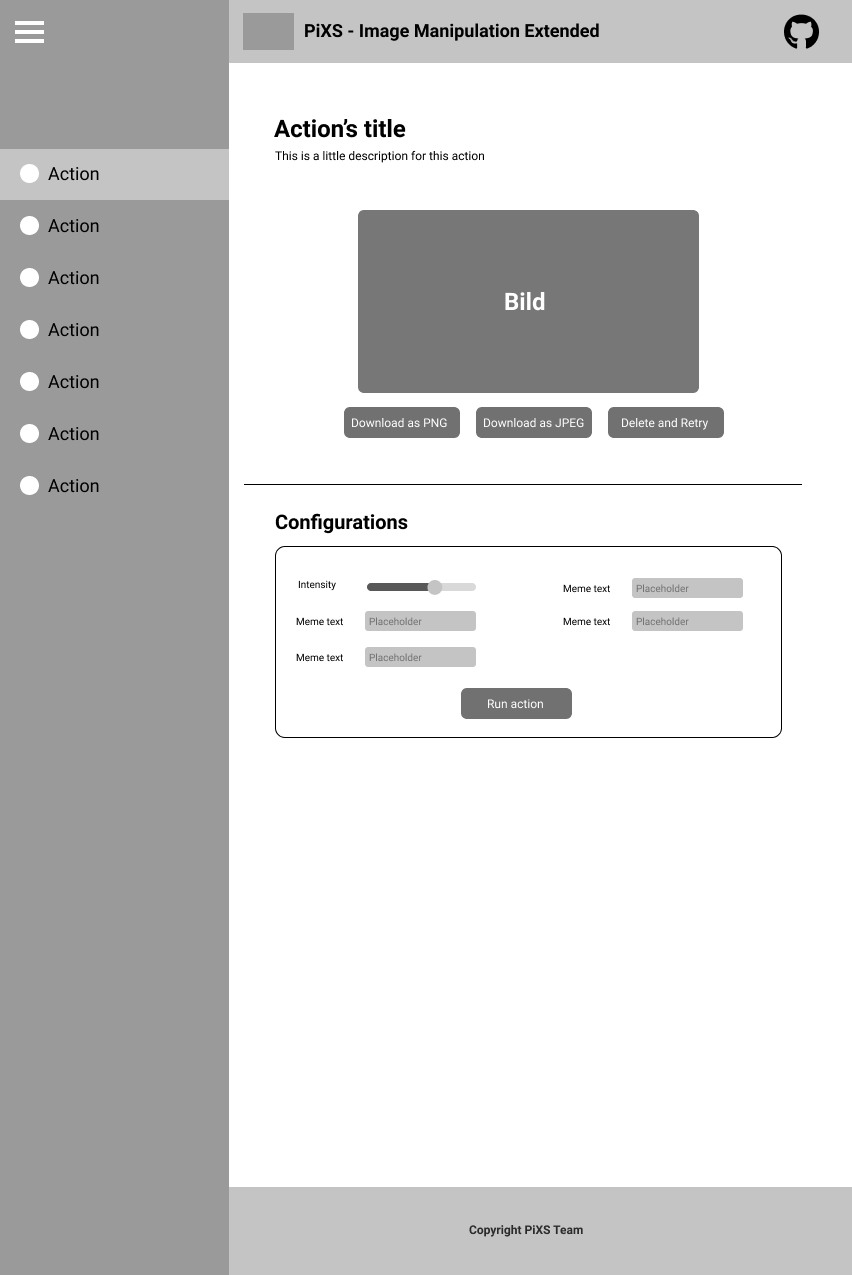 PiXS - Image Manipulation Extended
Action
Action
Action
Action
Action
Action
Action
Action’s title
This is a little description for this action
Bild
Download as PNG
Download as JPEG
Delete and Retry
Configurations
Intensity
Meme text
Placeholder
Meme text
Placeholder
Meme text
Placeholder
Meme text
Placeholder
Run action
Copyright PiXS Team